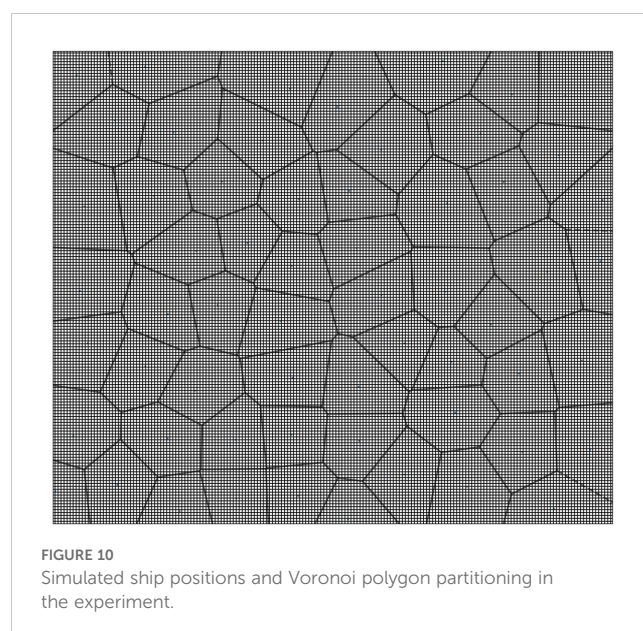 FIGURE 10
Simulated ship positions and Voronoi polygon partitioning in
the experiment.